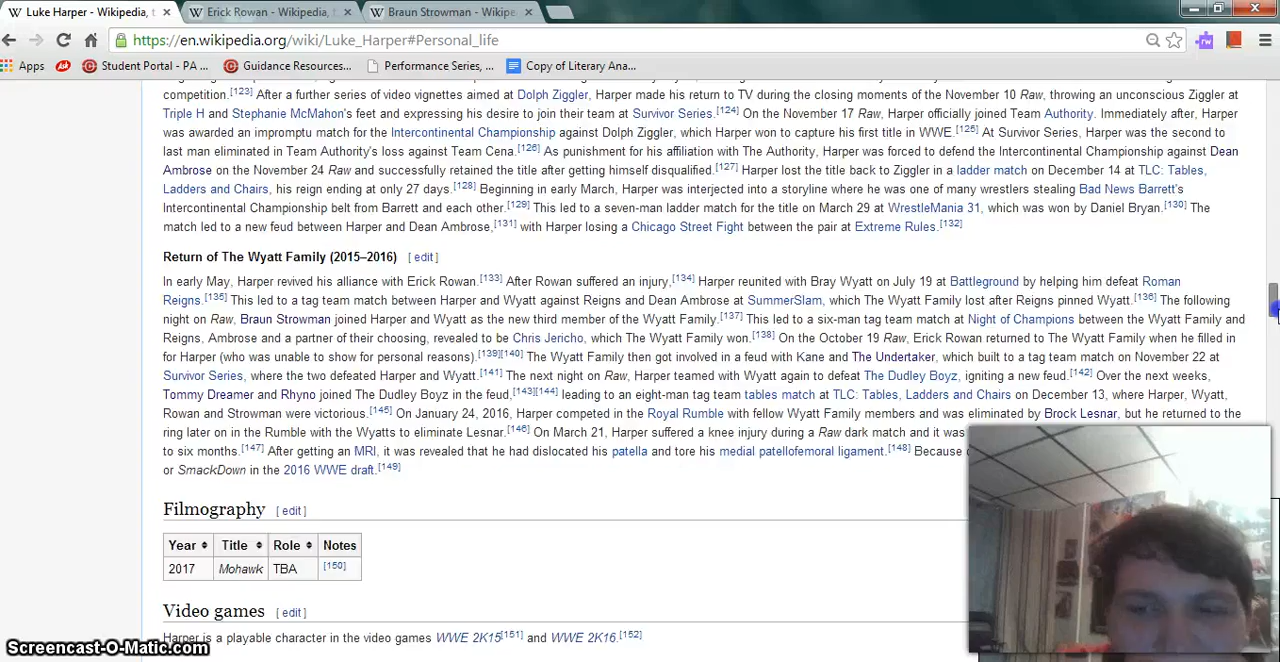 Luke Harper - Wikipedia, t
Erick Rowan - Wikipedia, t
Braun Strowman - Wikipe
https://en.wikipedia.org/wiki/Luke_Harper#Personal_life
Apps Ask Student Portal - PA ... Guidance Resources... Performance Series, ... Copy of Literary Ana...
competition.[123] After a further series of video vignettes aimed at Dolph Ziggler, Harper made his return to TV during the closing moments of the November 10 Raw, throwing an unconscious Ziggler at
Triple H and Stephanie McMahon's feet and expressing his desire to join their team at Survivor Series.[124] On the November 17 Raw, Harper officially joined Team Authority. Immediately after, Harper
was awarded an impromptu match for the Intercontinental Championship against Dolph Ziggler, which Harper won to capture his first title in WWE.[125] At Survivor Series, Harper was the second to
last man eliminated in Team Authority's loss against Team Cena.[126] As punishment for his affiliation with The Authority, Harper was forced to defend the Intercontinental Championship against Dean
Ambrose on the November 24 Raw and successfully retained the title after getting himself disqualified.[127] Harper lost the title back to Ziggler in a ladder match on December 14 at TLC: Tables,
Ladders and Chairs, his reign ending at only 27 days.[128] Beginning in early March, Harper was interjected into a storyline where he was one of many wrestlers stealing Bad News Barrett's
Intercontinental Championship belt from Barrett and each other.[129] This led to a seven-man ladder match for the title on March 29 at WrestleMania 31, which was won by Daniel Bryan.[130] The
match led to a new feud between Harper and Dean Ambrose,[131] with Harper losing a Chicago Street Fight between the pair at Extreme Rules.[132]
Return of The Wyatt Family (2015–2016) [ edit ]
In early May, Harper revived his alliance with Erick Rowan.[133] After Rowan suffered an injury,[134] Harper reunited with Bray Wyatt on July 19 at Battleground by helping him defeat Roman
Reigns.[135] This led to a tag team match between Harper and Wyatt against Reigns and Dean Ambrose at SummerSlam, which The Wyatt Family lost after Reigns pinned Wyatt.[136] The following
night on Raw, Braun Strowman joined Harper and Wyatt as the new third member of the Wyatt Family.[137] This led to a six-man tag team match at Night of Champions between the Wyatt Family and
Reigns, Ambrose and a partner of their choosing, revealed to be Chris Jericho, which The Wyatt Family won.[138] On the October 19 Raw, Erick Rowan returned to The Wyatt Family when he filled in
for Harper (who was unable to show for personal reasons).[139][140] The Wyatt Family then got involved in a feud with Kane and The Undertaker, which built to a tag team match on November 22 at
Survivor Series, where the two defeated Harper and Wyatt.[141] The next night on Raw, Harper teamed with Wyatt again to defeat The Dudley Boyz, igniting a new feud.[142] Over the next weeks,
Tommy Dreamer and Rhyno joined The Dudley Boyz in the feud.[143][144] leading to an eight-man tag team tables match at TLC: Tables, Ladders and Chairs on December 13, where Harper, Wyatt,
Rowan and Strowman were victorious.[145] On January 24, 2016, Harper competed in the Royal Rumble with fellow Wyatt Family members and was eliminated by Brock Lesnar, but he returned to the
ring later on in the Rumble with the Wyatts to eliminate Lesnar.[146] On March 21, Harper suffered a knee injury during a Raw dark match and it was
to six months.[147] After getting an MRI, it was revealed that he had dislocated his patella and tore his medial patellofemoral ligament.[148] Because
or SmackDown in the 2016 WWE draft.[149]
Filmography [ edit ]
Year Title Role Notes
2017 Mohawk TBA [150]
Video games [ edit ]
Harper is a playable character in the video games WWE 2K15[151] and WWE 2K16.[152]
Screencast-O-Matic.com